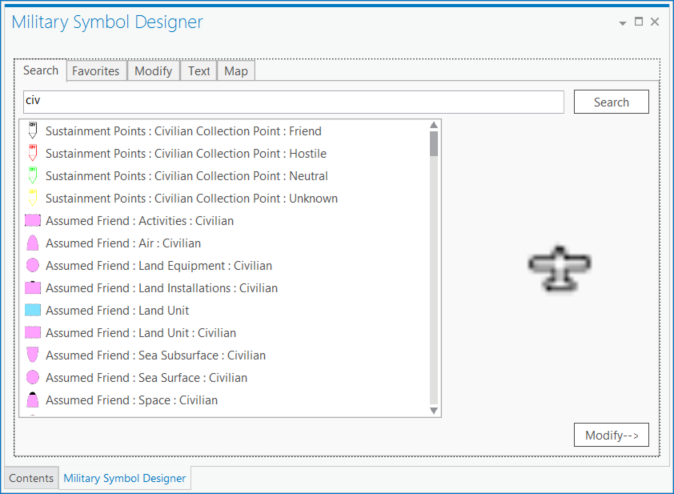 Military Symbol Designer
Search Favorites Modify Text Map
civ Search
Sustainment Points : Civilian Collection Point : Friend
Sustainment Points : Civilian Collection Point : Hostile
Sustainment Points : Civilian Collection Point : Neutral
Sustainment Points : Civilian Collection Point : Unknown
Assumed Friend : Activities : Civilian
Assumed Friend : Air : Civilian
Assumed Friend : Land Equipment : Civilian
Assumed Friend : Land Installations : Civilian
Assumed Friend : Land Unit
Assumed Friend : Land Unit : Civilian
Assumed Friend : Sea Subsurface : Civilian
Assumed Friend : Sea Surface : Civilian
Assumed Friend : Space : Civilian
Modify-->
Contents Military Symbol Designer